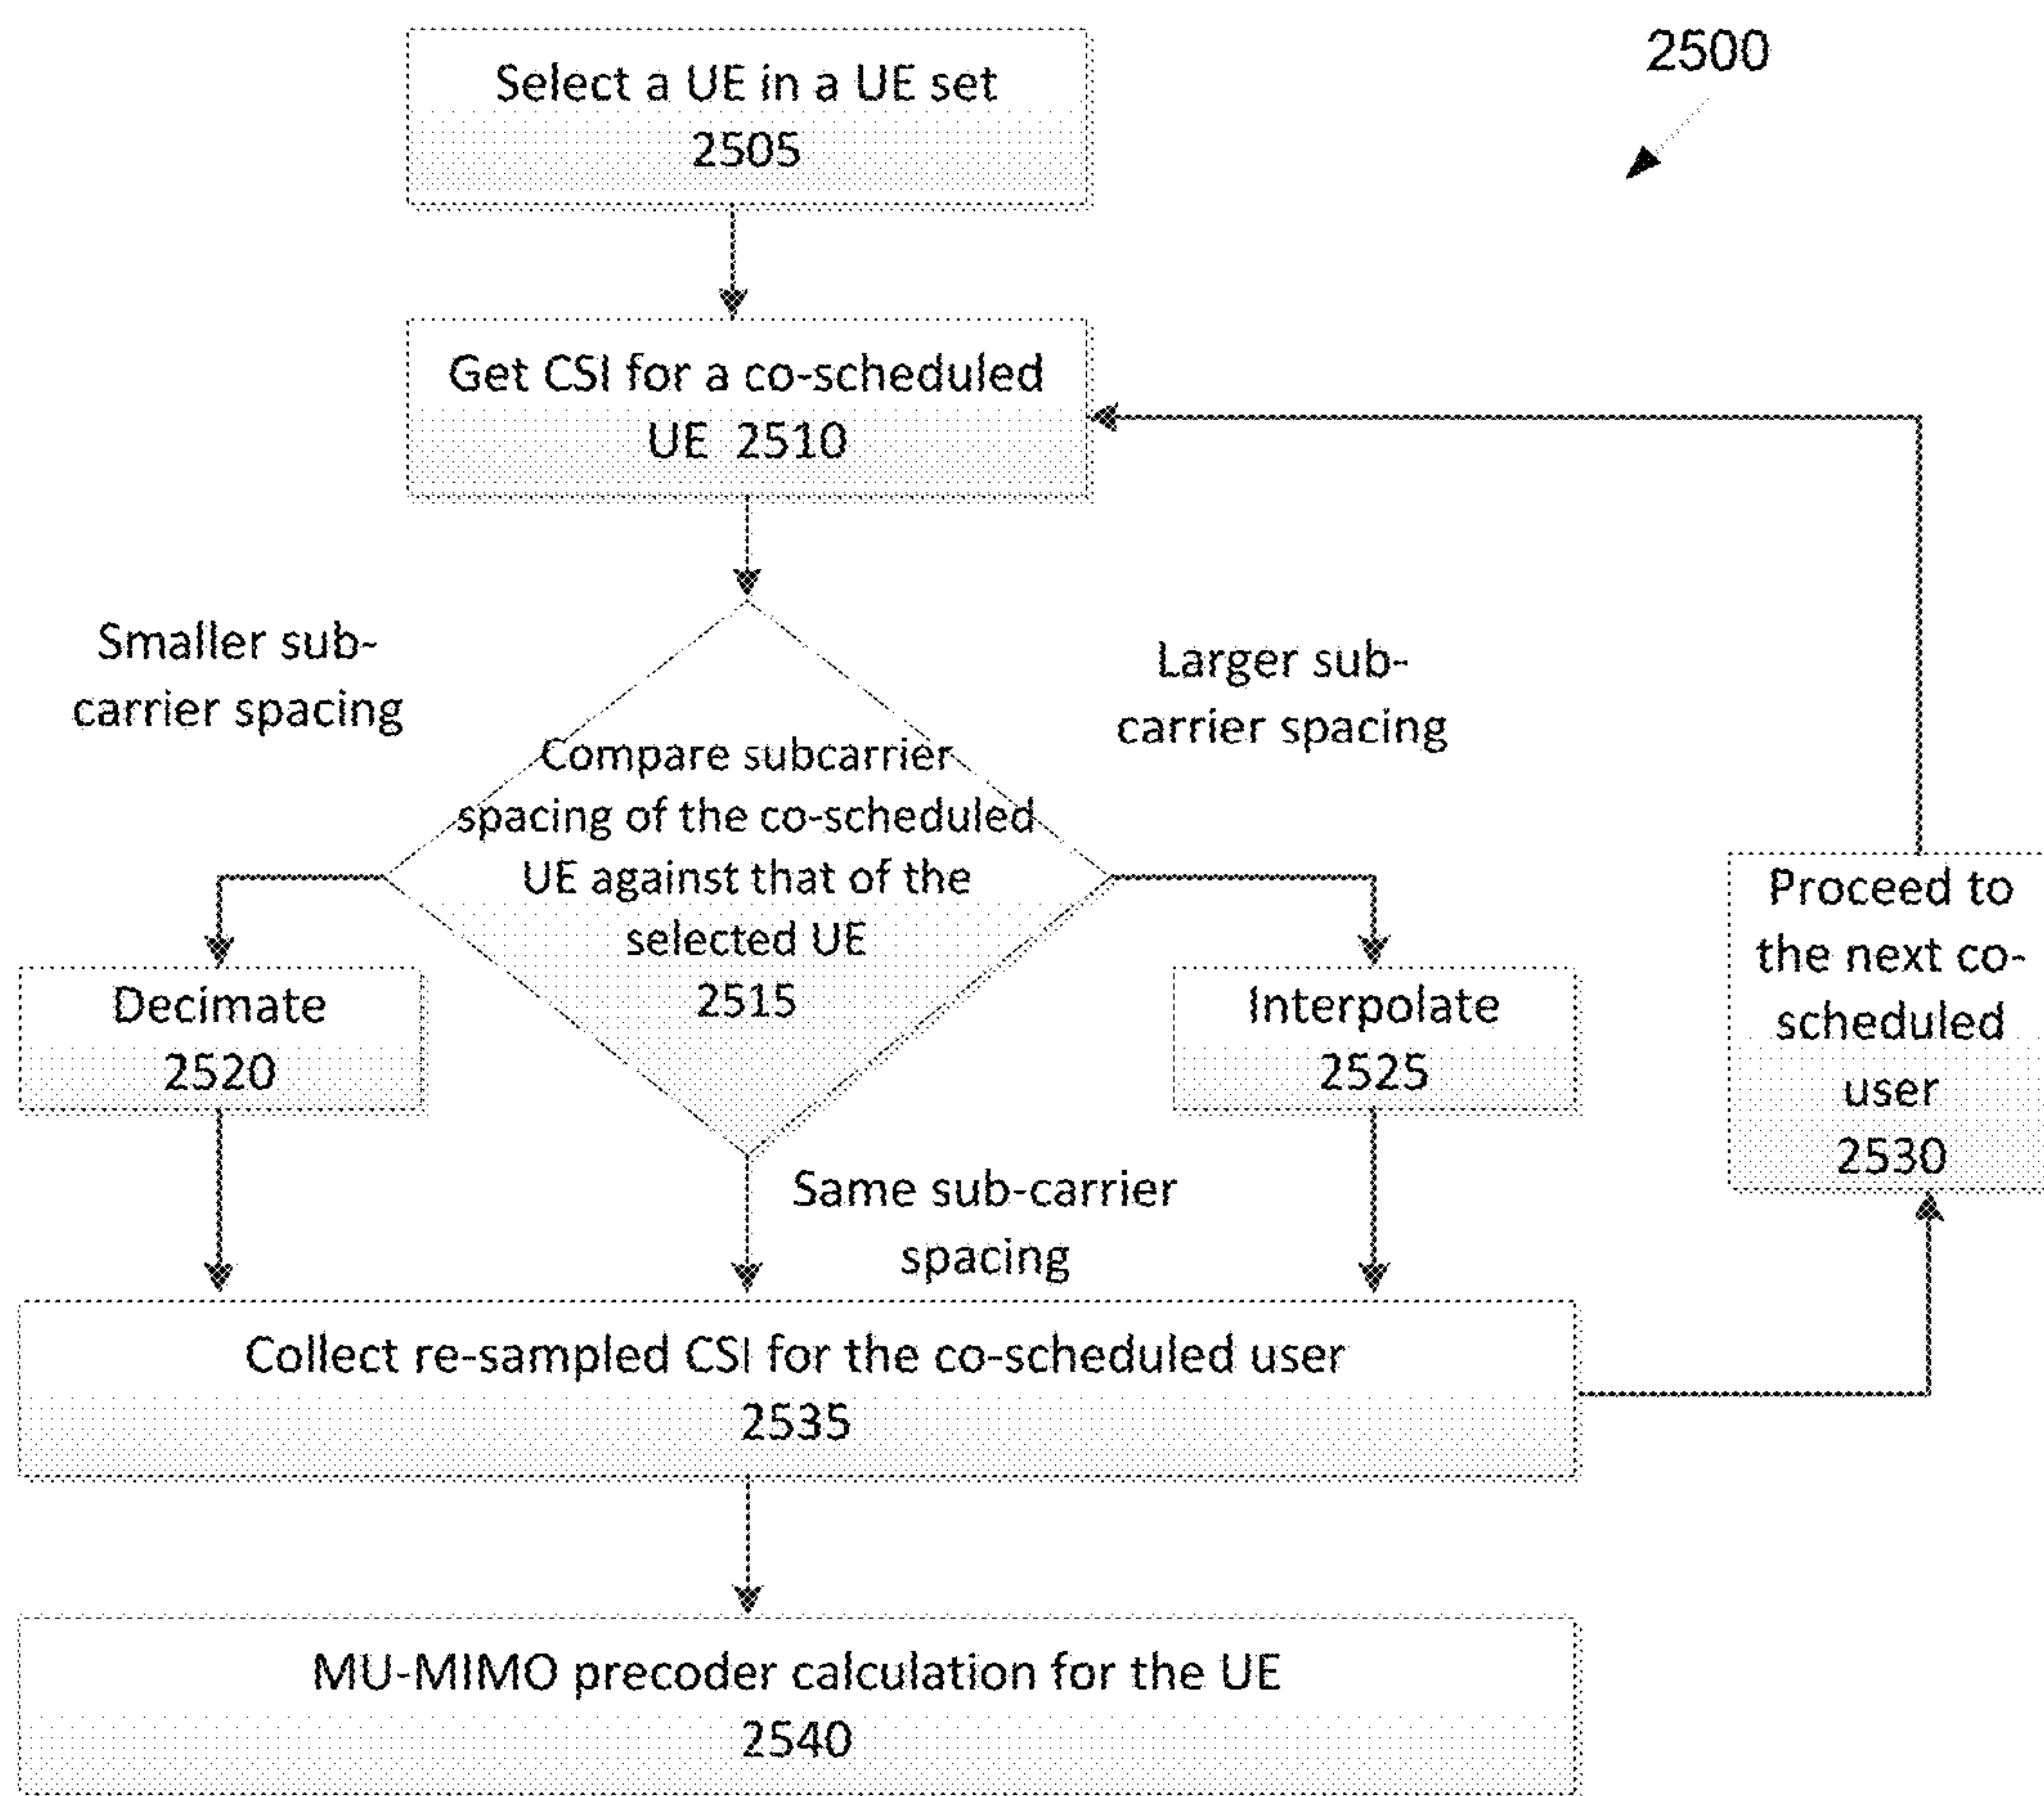 2500
Select a UE in a UE set
2505
Get CSI for a co-scheduled
UE 2510
Smaller sub-
carrier spacing
Larger sub-
carrier spacing
Compare subcarrier
spacing of the co-scheduled
UE against that of the
selected UE
2515
Decimate
2520
Interpolate
2525
Proceed to
the next co-
scheduled
user
2530
Same sub-carrier
spacing
Collect re-sampled CSI for the co-scheduled user
2535
MU-MIMO precoder calculation for the UE
2540